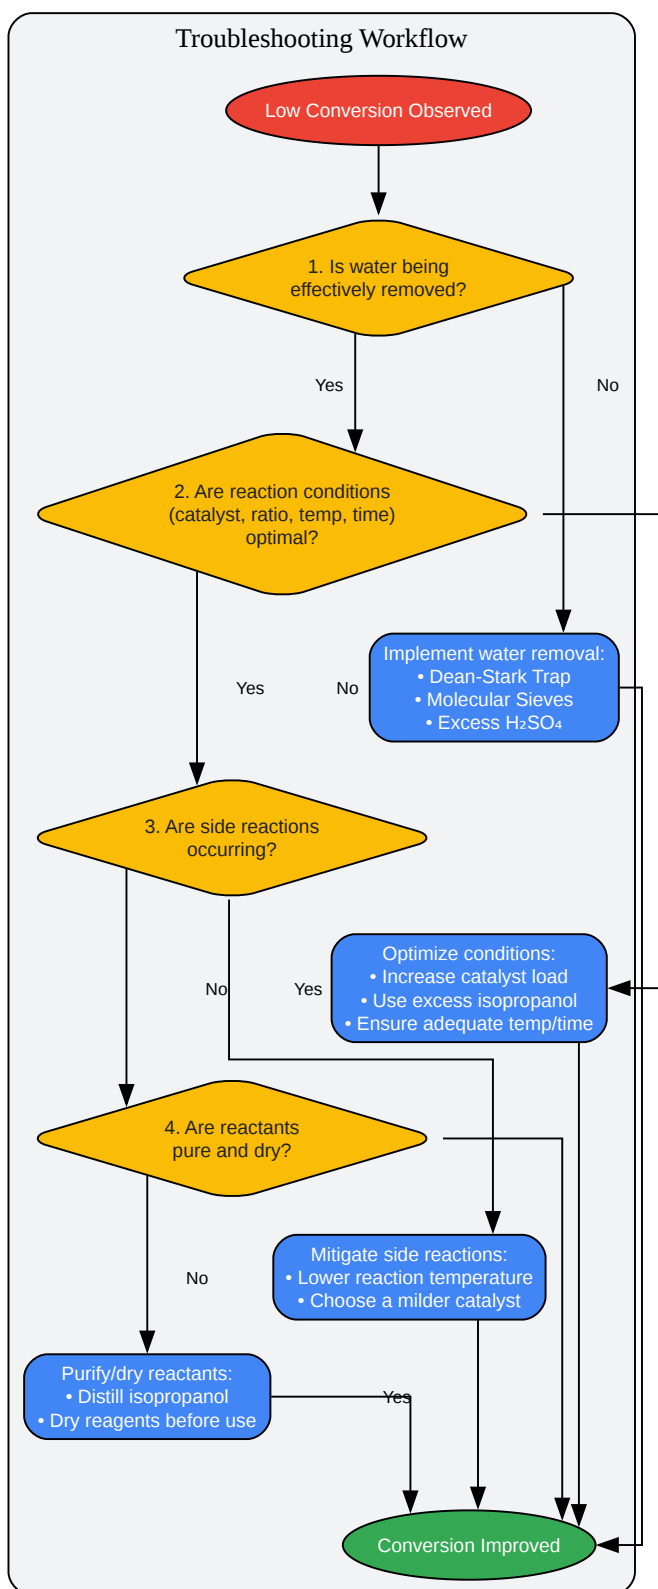 Troubleshooting Workflow
Low Conversion Observed
1. Is water being
effectively removed?
Yes
No
2. Are reaction conditions
(catalyst, ratio, temp, time)
optimal?
Implement water removal:
• Dean-Stark Trap
• Molecular Sieves
• Excess H₂SO₄
Yes
No
3. Are side reactions
occurring?
Optimize conditions:
• Increase catalyst load
• Use excess isopropanol
• Ensure adequate temp/time
No
Yes
4. Are reactants
pure and dry?
Mitigate side reactions:
• Lower reaction temperature
• Choose a milder catalyst
No
Purify/dry reactants:
• Distill isopropanol
• Dry reagents before use
Yes
Conversion Improved